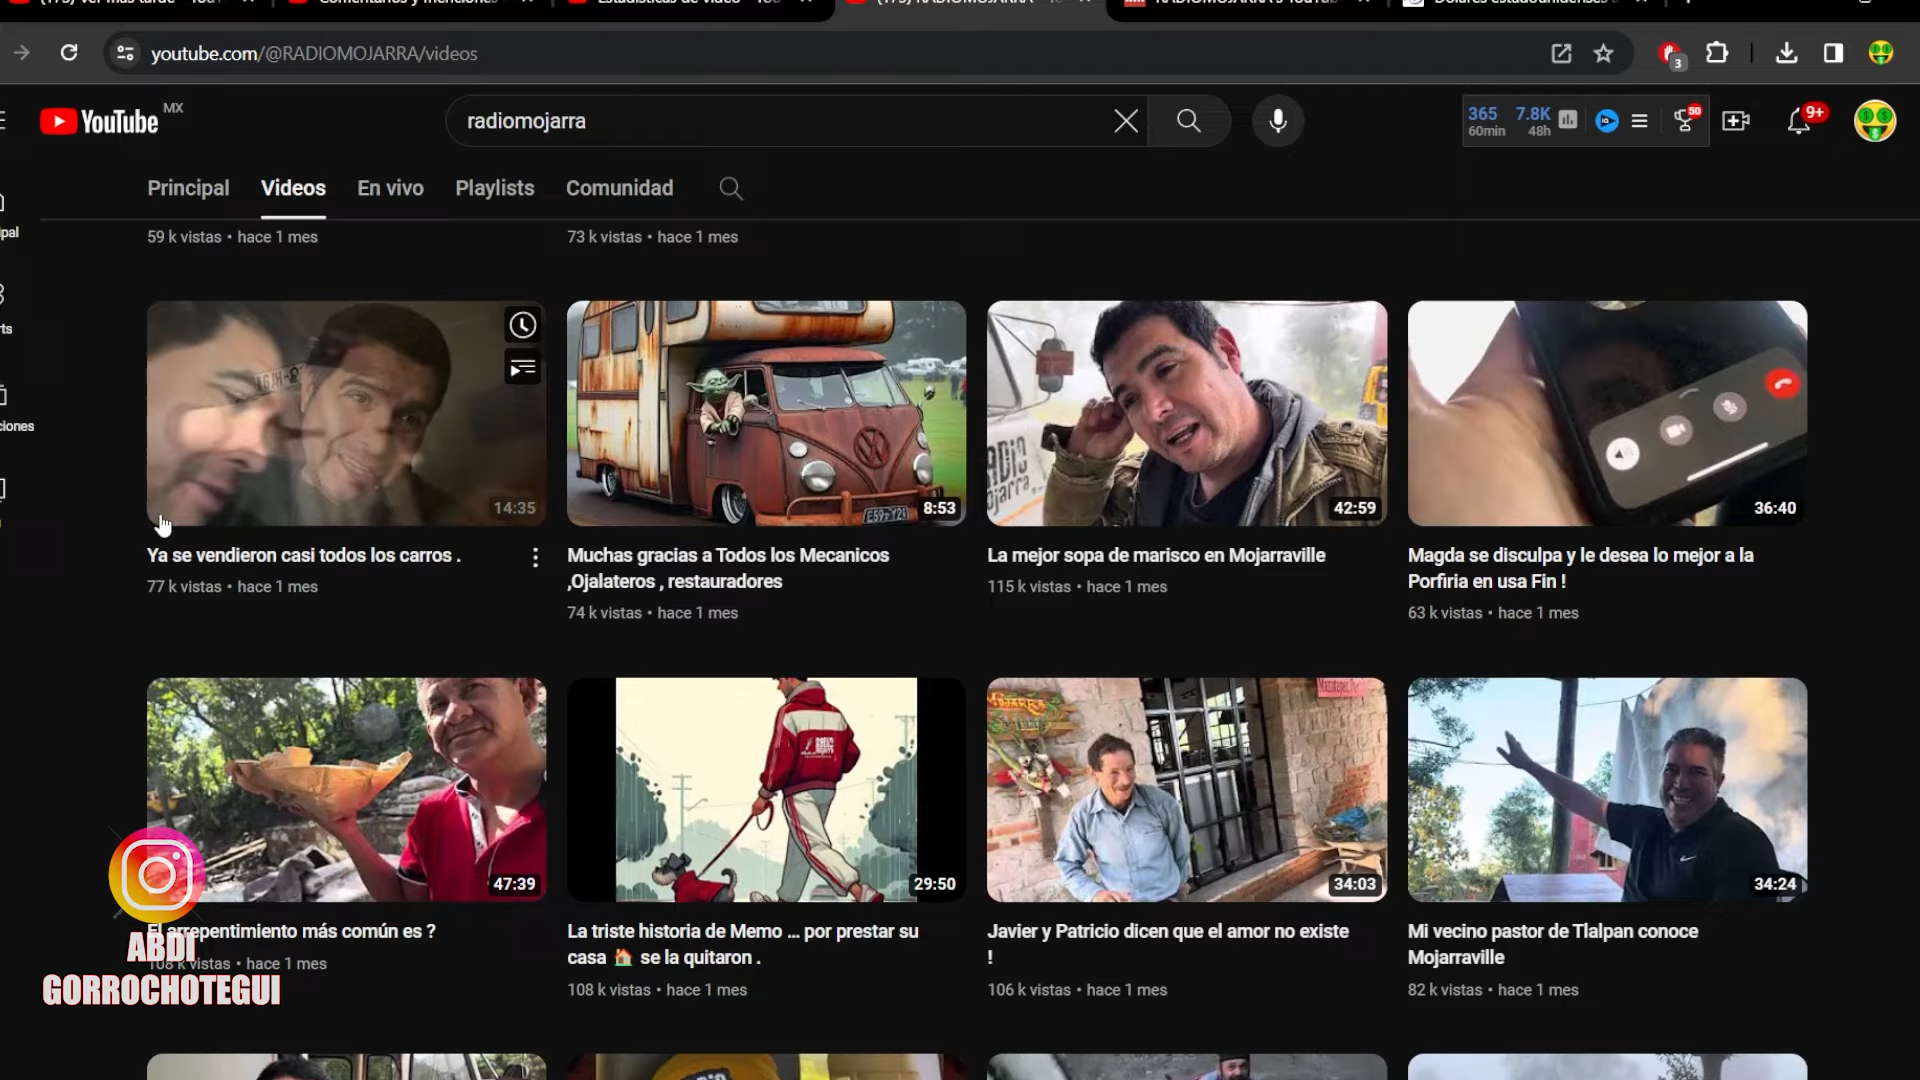 youtube.com/@RADIOMOJARRA/videos
3
YouTube MX
radiomojarra
365 7.8K
60min 48h
50
9+
Principal Videos En vivo Playlists Comunidad
59 k vistas • hace 1 mes
73 k vistas • hace 1 mes
14:35
8:53
42:59
36:40
Ya se vendieron casi todos los carros .
77 k vistas • hace 1 mes
Muchas gracias a Todos los Mecanicos
,Ojalateros , restauradores
74 k vistas • hace 1 mes
La mejor sopa de marisco en Mojarraville
115 k vistas • hace 1 mes
Magda se disculpa y le desea lo mejor a la
Porfiria en usa Fin !
63 k vistas • hace 1 mes
47:39
29:50
34:03
34:24
El arrepentimiento más común es ?
108 k vistas • hace 1 mes
La triste historia de Memo ... por prestar su
casa 🏠 se la quitaron .
108 k vistas • hace 1 mes
Javier y Patricio dicen que el amor no existe
!
106 k vistas • hace 1 mes
Mi vecino pastor de Tlalpan conoce
Mojarraville
82 k vistas • hace 1 mes
ABDI
GORROCHOTEGUI